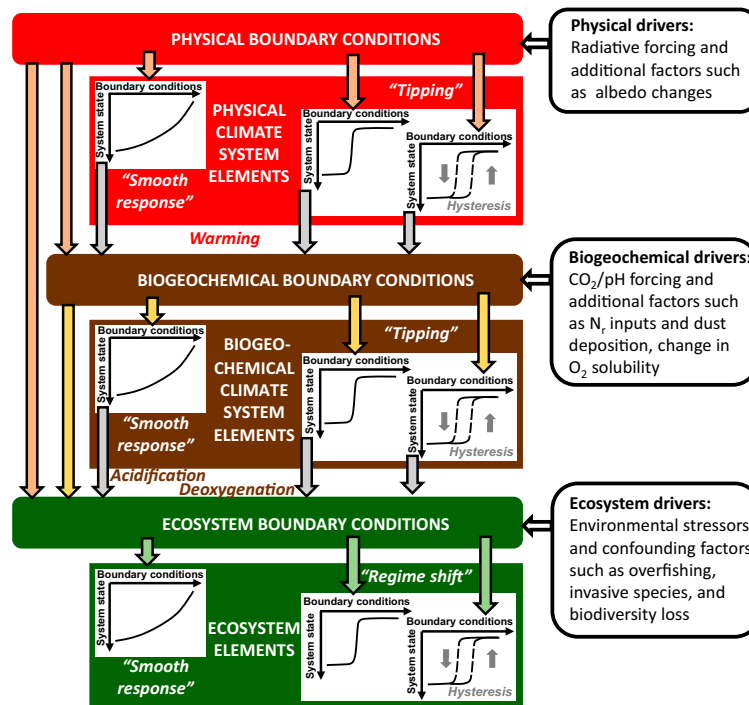 PHYSICAL BOUNDARY CONDITIONS
Physical drivers:
Radiative forcing and
additional factors such
as albedo changes
Boundary conditions
System state
"Smooth
response"
PHYSICAL
CLIMATE
SYSTEM
ELEMENTS
"Tipping"
Boundary conditions
System state
Boundary conditions
System state
Hysteresis
Warming
BIOGEOCHEMICAL BOUNDARY CONDITIONS
Biogeochemical drivers:
CO₂/pH forcing and
additional factors such
as Nᵣ inputs and dust
deposition, change in
O₂ solubility
Boundary conditions
System state
"Smooth
response"
BIOGEO-
CHEMICAL
CLIMATE
SYSTEM
ELEMENTS
"Tipping"
Boundary conditions
System state
Boundary conditions
System state
Hysteresis
Acidification
Deoxygenation
ECOSYSTEM BOUNDARY CONDITIONS
Ecosystem drivers:
Environmental stressors
and confounding factors
such as overfishing,
invasive species, and
biodiversity loss
Boundary conditions
System state
"Smooth
response"
ECOSYSTEM
ELEMENTS
"Regime shift"
Boundary conditions
System state
Boundary conditions
System state
Hysteresis